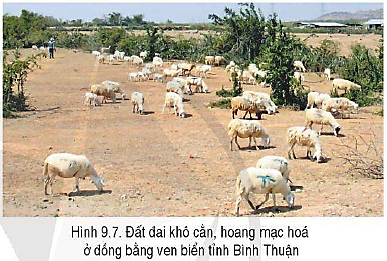 Hình 9.7. Đất đai khô cằn, hoang mạc hoá
ở đồng bằng ven biển tỉnh Bình Thuận